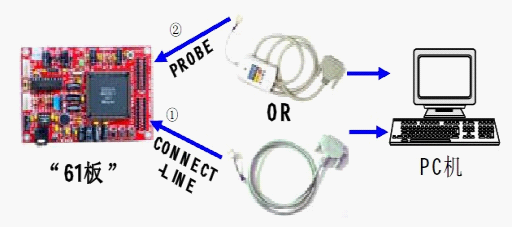 ②
PROBE
OR
①
CONNECT
-LINE
“61板”
PC机